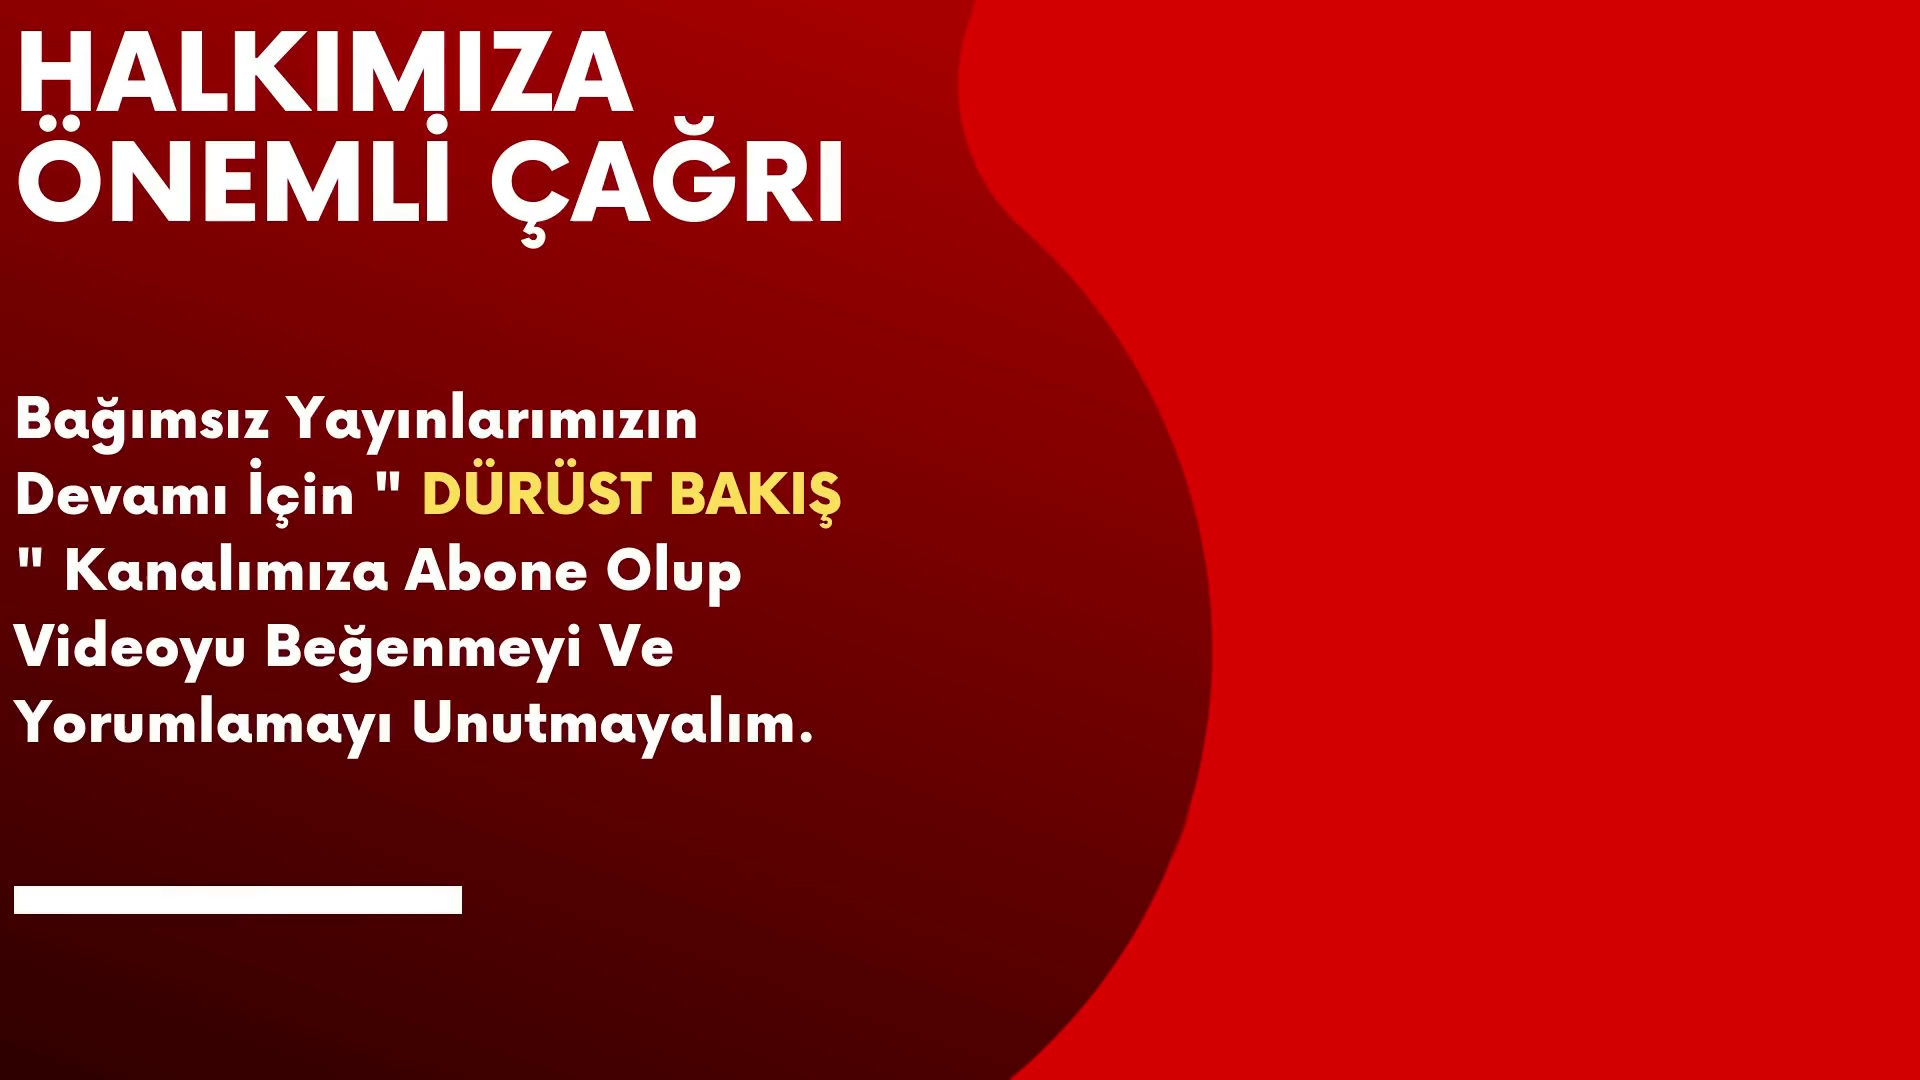 HALKIMIZA
ÖNEMLİ ÇAĞRI
Bağımsız Yayınlarımızın
Devamı İçin " DÜRÜST BAKIŞ
" Kanalımıza Abone Olup
Videoyu Beğenmeyi Ve
Yorumlamayı Unutmayalım.